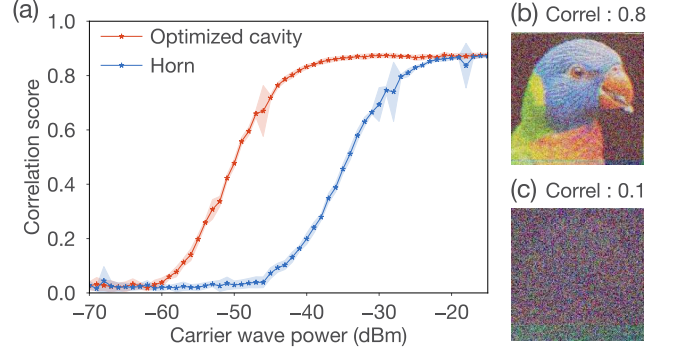 (a)
1.0
0.8
0.6
0.4
0.2
0.0
Correlation score
Optimized cavity
Horn
−70
−60
−50
−40
−30
−20
Carrier wave power (dBm)
(b) Correl : 0.8
(c) Correl : 0.1